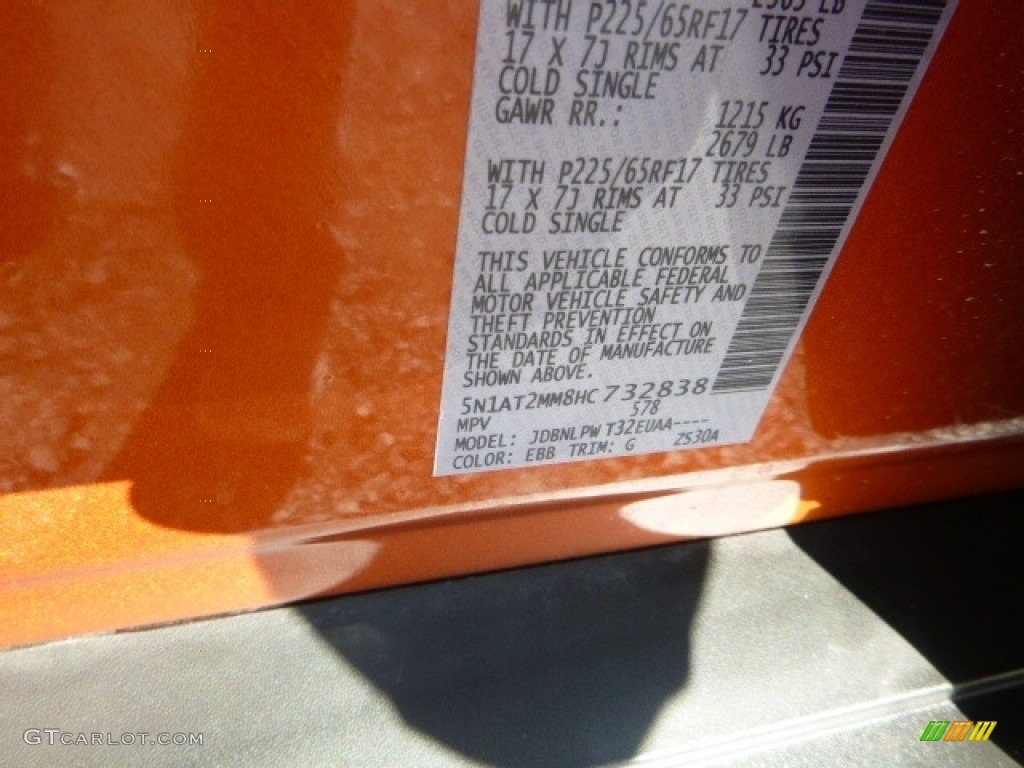 WITH P225/65RF17 TIRES
17 X 7J RIMS AT 33 PSI
COLD SINGLE
GAWR RR.: 1215 KG
2679 LB
WITH P225/65RF17 TIRES
17 X 7J RIMS AT 33 PSI
COLD SINGLE
THIS VEHICLE CONFORMS TO
ALL APPLICABLE FEDERAL
MOTOR VEHICLE SAFETY AND
THEFT PREVENTION
STANDARDS IN EFFECT ON
THE DATE OF MANUFACTURE
SHOWN ABOVE.
5N1AT2MM8HC732838
MPV 578
MODEL: JDBNLPW T32EUAA----
COLOR: EBB TRIM: G ZS30A
GTCARLOT.COM